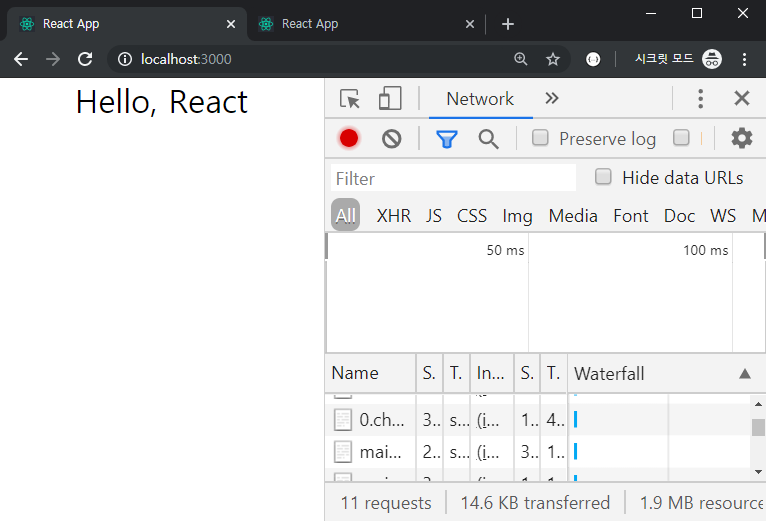 React App
React App
localhost:3000
시크릿 모드
Hello, React
Network
Preserve log
Filter
Hide data URLs
All XHR JS CSS Img Media Font Doc WS M
50 ms 100 ms
Name S. T. In... S. T. Waterfall
0.ch... 3.. s... (i... 1.. 4..
mai... 2.. s... (i... 3.. 1..
11 requests 14.6 KB transferred 1.9 MB resource